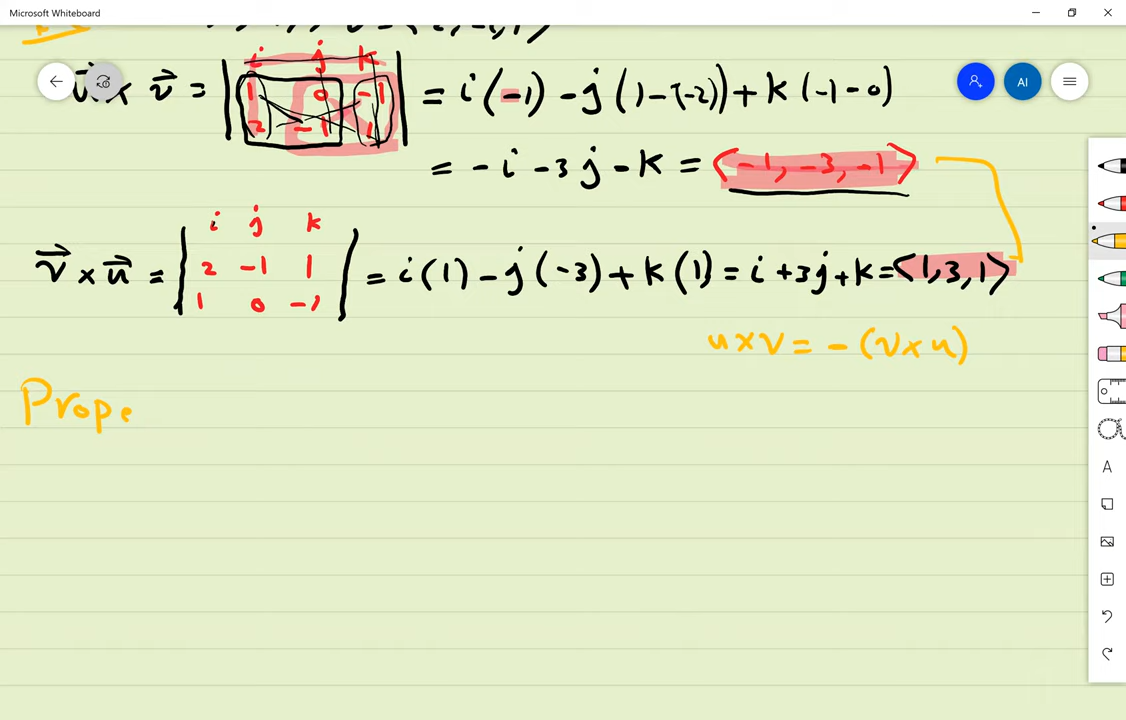 Microsoft Whiteboard
AI
i j k
1 0 -1
2 -1 1
x v⃗ = = i(-1) - j(1-(-2)) + k(-1-0)
= -i -3j - k = ⟨-1, -3, -1⟩
i j k
2 -1 1
1 0 -1
v⃗ x u⃗ = = i(1) - j(-3) + k(1) = i + 3j + k = ⟨1, 3, 1⟩
u x v = - (v x u)
Prope
A